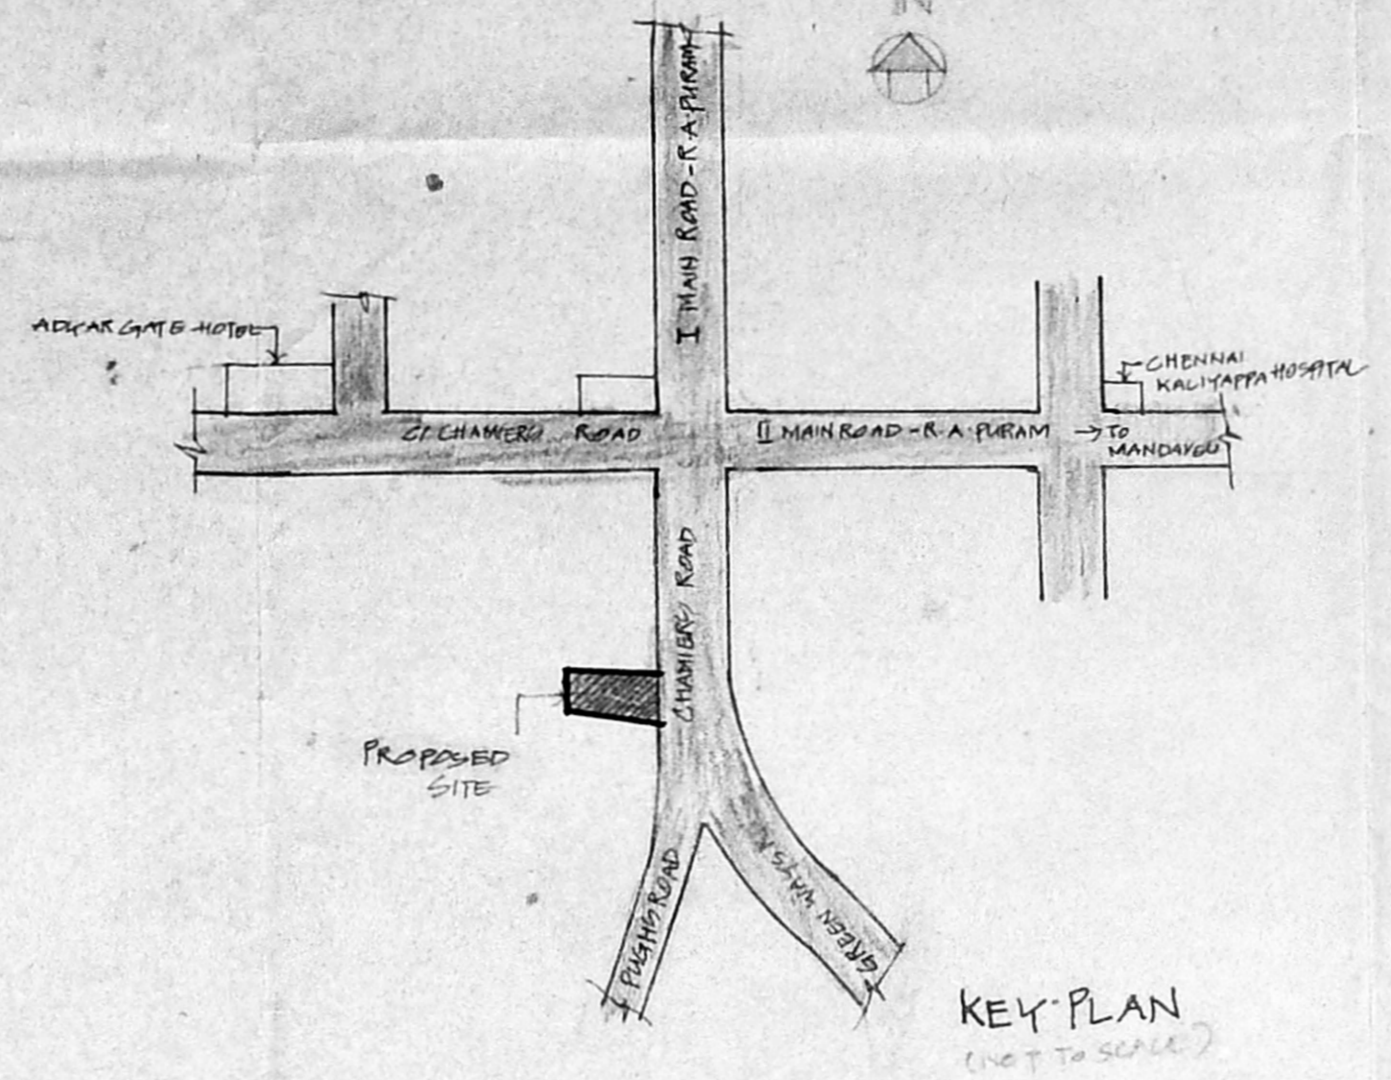 N
I MAIN ROAD-R.A.PURAM
ADYAR GATE HOTEL
CHENNAI
KALIYAPPA HOSPITAL
ROAD
II MAIN ROAD-R.A.PURAM
→ TO
MANDAVELI
CHAMIERS ROAD
PROPOSED
SITE
PUGHS ROAD
GREEN WAYS
KEY-PLAN
(NOT TO SCALE)